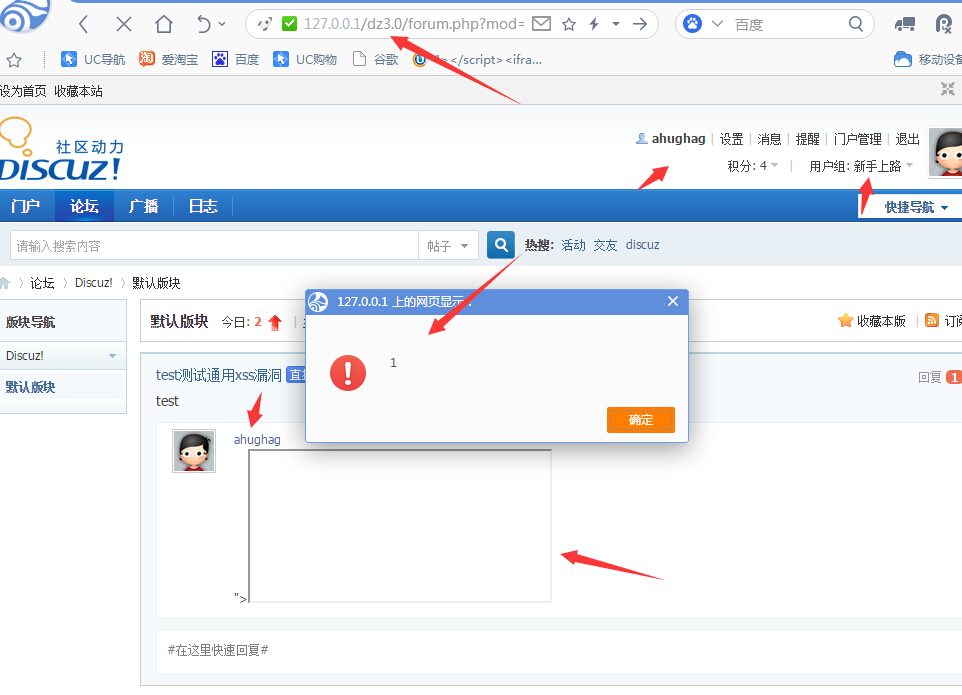 127.0.0.1/dz3.0/forum.php?mod=
百度
UC导航 爱淘宝 百度 UC购物 谷歌 "></script><ifra... 移动设备
设为首页 收藏本站
社区动力
DISCUZ!
ahughag 设置 消息 提醒 门户管理 退出
积分: 4 用户组: 新手上路
门户 论坛 广播 日志 快捷导航
请输入搜索内容 帖子 热搜: 活动 交友 discuz
论坛 Discuz! 默认版块
127.0.0.1 上的网页显示:
版块导航
Discuz!
默认版块
默认版块 今日: 2
收藏本版
1
确定
test测试通用xss漏洞
回复 1
test
ahughag
">
#在这里快速回复#